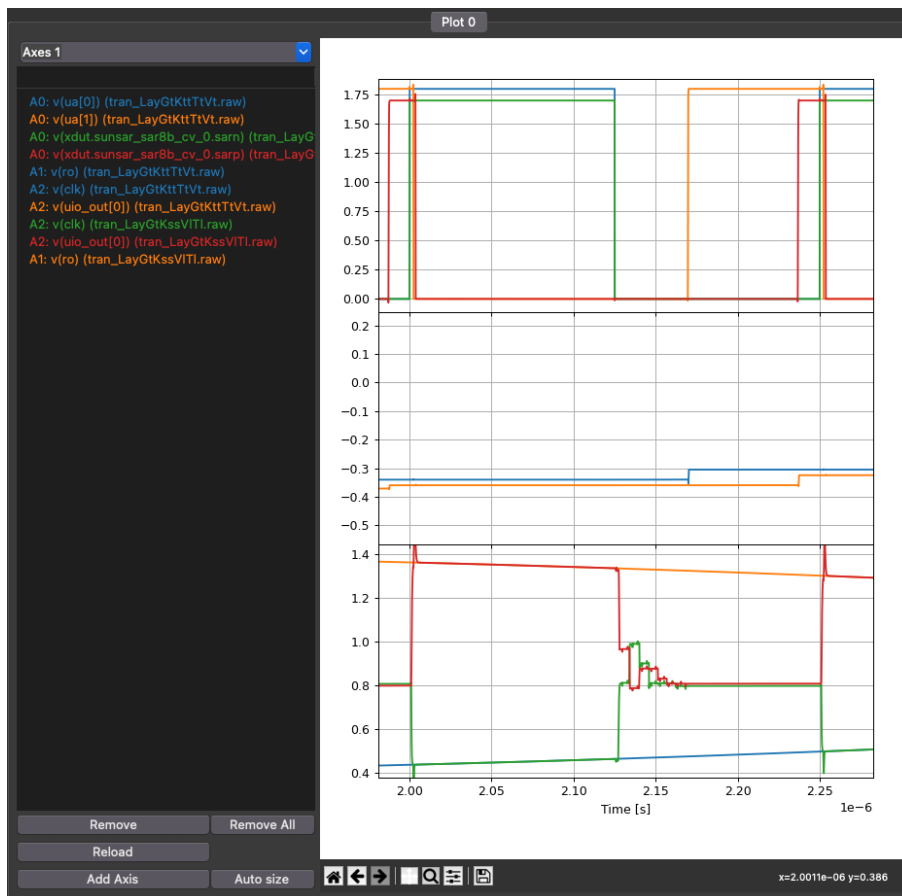 Plot 0
Axes 1
A0: v(ua[0]) (tran_LayGtKttTtVt.raw)
A0: v(ua[1]) (tran_LayGtKttTtVt.raw)
A0: v(xdut.sunsar_sar8b_cv_0.sarn) (tran_LayGt
A0: v(xdut.sunsar_sar8b_cv_0.sarp) (tran_LayG
A1: v(ro) (tran_LayGtKttTtVt.raw)
A2: v(clk) (tran_LayGtKttTtVt.raw)
A2: v(uio_out[0]) (tran_LayGtKttTtVt.raw)
A2: v(clk) (tran_LayGtKssVlTl.raw)
A2: v(uio_out[0]) (tran_LayGtKssVlTl.raw)
A1: v(ro) (tran_LayGtKssVlTl.raw)
1.75
1.50
1.25
1.00
0.75
0.50
0.25
0.00
0.2
0.1
0.0
−0.1
−0.2
−0.3
−0.4
−0.5
1.4
1.2
1.0
0.8
0.6
0.4
2.00 2.05 2.10 2.15 2.20 2.25
Time [s] 1e−6
Remove Remove All
Reload
Add Axis Auto size
x=2.0011e-06 y=0.386